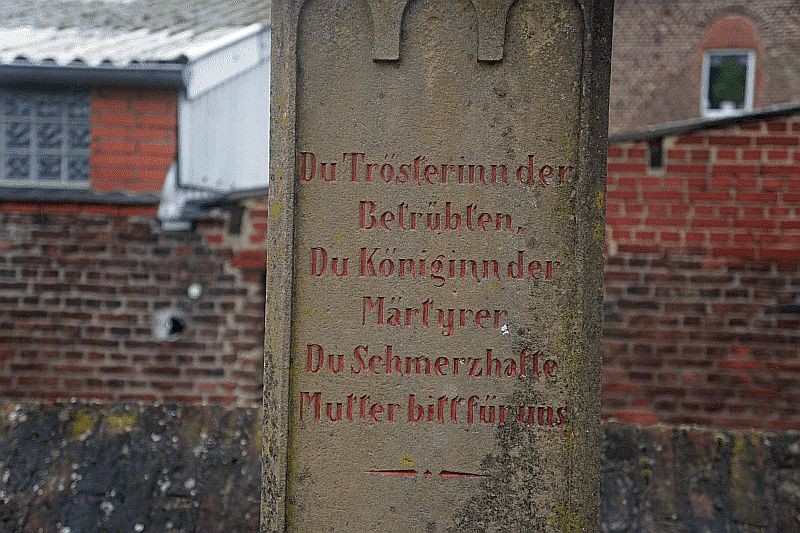 Du Trösterinn der
Betrübten,
Du Königinn der
Märtyrer
Du Schmerzhafte
Mutter bitt für uns.